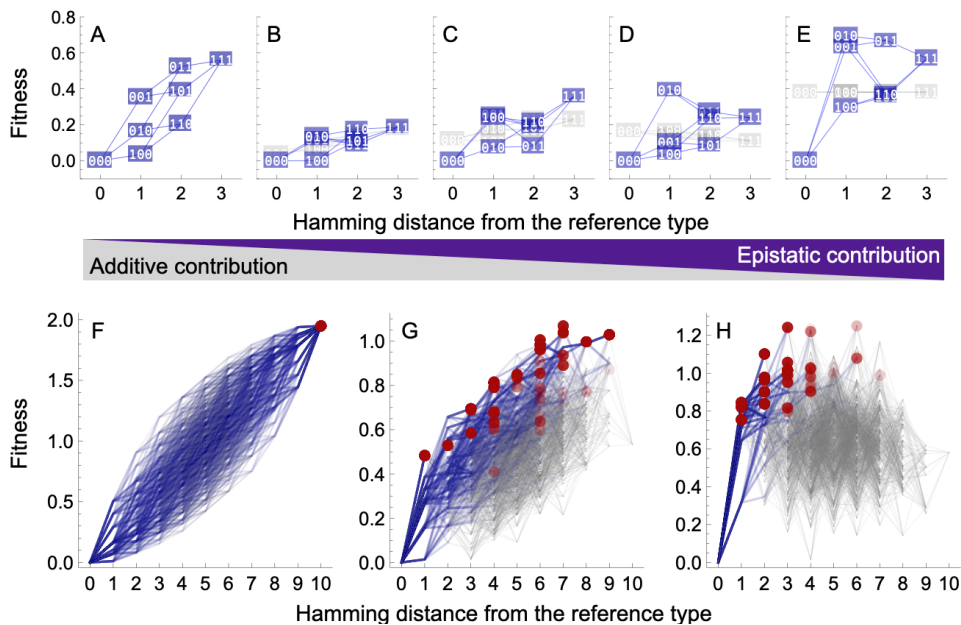 A B C D E
Fitness
0.8
0.6
0.4
0.2
0.0
000 001 010 100 011 101 110 111
000 010 100 110 101 111
000 100 010 110 101 011 111
000 010 001 100 101 110 111
000 010 001 100 011 110 111
0 1 2 3 0 1 2 3 0 1 2 3 0 1 2 3 0 1 2 3
Hamming distance from the reference type
Additive contribution
Epistatic contribution
F G H
Fitness
2.0
1.5
1.0
0.5
0.0
1.0
0.8
0.6
0.4
0.2
0.0
1.2
1.0
0.8
0.6
0.4
0.2
0.0
0 1 2 3 4 5 6 7 8 9 10 0 1 2 3 4 5 6 7 8 9 10 0 1 2 3 4 5 6 7 8 9 10
Hamming distance from the reference type